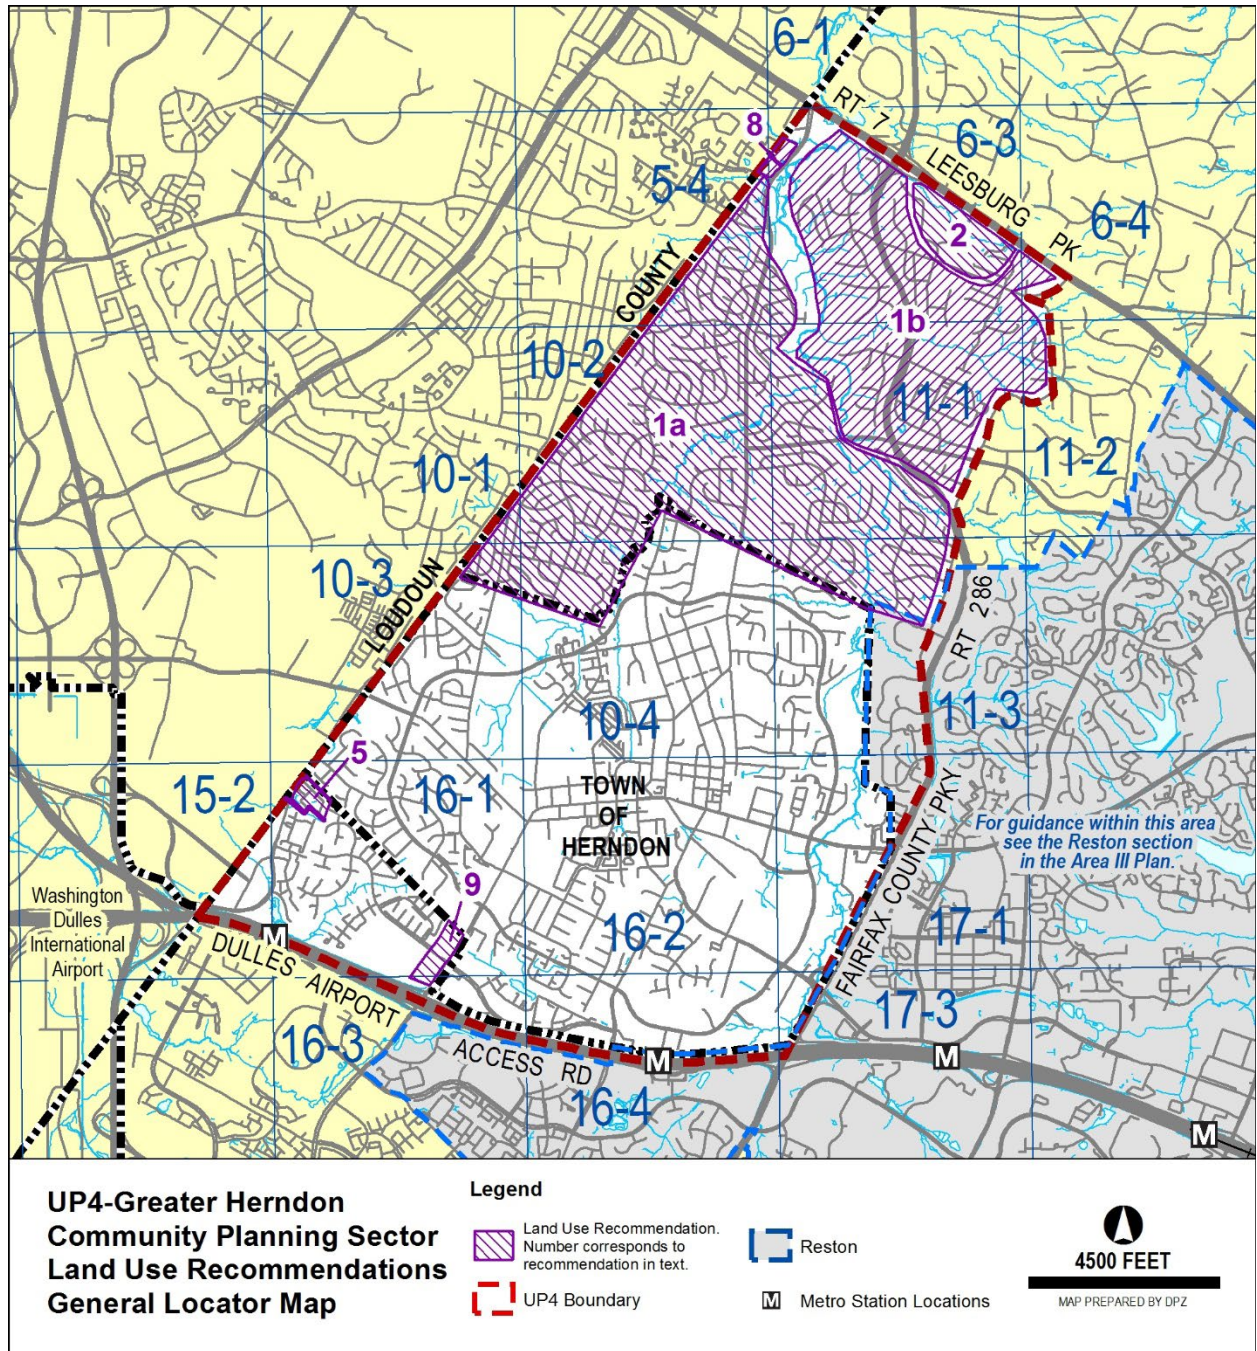 6-1
RT 7
8
6-3
5-4
LEESBURG PK
2
6-4
COUNTY
1b
10-2
1a
11-1
10-1
11-2
10-3
LOUDOUN
RT 286
11-3
10-4
5
15-2
16-1
TOWN
OF
HERNDON
FAIRFAX COUNTY PKY
For guidance within this area
see the Reston section
in the Area III Plan.
9
Washington
Dulles
International
Airport
M
16-2
17-1
DULLES AIRPORT
ACCESS RD
17-3
16-3
M
M
16-4
M
UP4-Greater Herndon
Community Planning Sector
Land Use Recommendations
General Locator Map
Legend
Land Use Recommendation.
Number corresponds to
recommendation in text.
UP4 Boundary
Reston
M Metro Station Locations
4500 FEET
MAP PREPARED BY DPZ